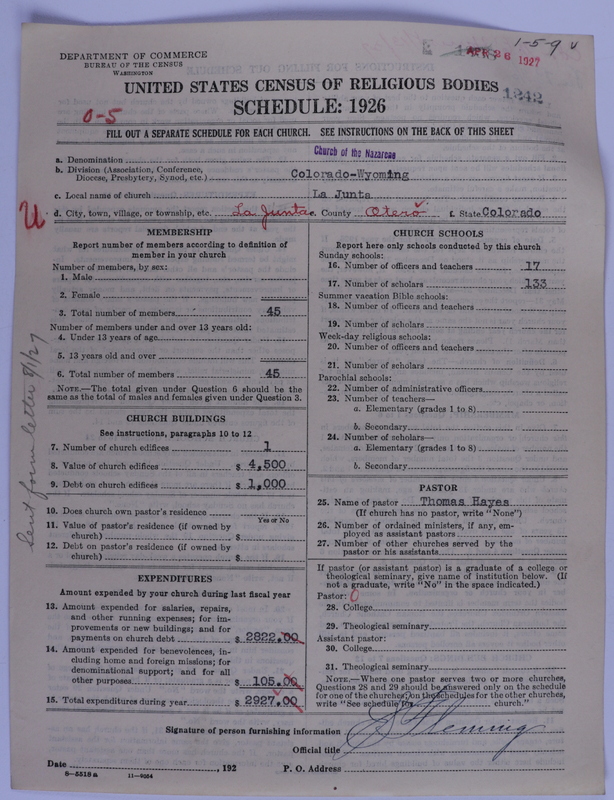 1-5-9 v
APR 26 1927
DEPARTMENT OF COMMERCE
BUREAU OF THE CENSUS
WASHINGTON
UNITED STATES CENSUS OF RELIGIOUS BODIES
1242
SCHEDULE: 1926
0-5
FILL OUT A SEPARATE SCHEDULE FOR EACH CHURCH. SEE INSTRUCTIONS ON THE BACK OF THIS SHEET
a. Denomination Church of the Nazarene
b. Division (Association, Conference, Diocese, Presbytery, Synod, etc.) Colorado-Wyoming
c. Local name of church La Junta
U
d. City, town, village, or township, etc. La Junta e. County Otero f. State Colorado
MEMBERSHIP
Report number of members according to definition of
member in your church
Number of members, by sex:
1. Male
2. Female
3. Total number of members 45
Number of members under and over 13 years old:
4. Under 13 years of age
5. 13 years old and over
6. Total number of members 45
NOTE.—The total given under Question 6 should be
same as the total of males and females given under Question 3.
Sent form letter 8/27
CHURCH BUILDINGS
See instructions, paragraphs 10 to 12
7. Number of church edifices 1
8. Value of church edifices $ 4,500
9. Debt on church edifices $ 1,000
10. Does church own pastor's residence
Yes or No
11. Value of pastor's residence (if owned by
church) $
12. Debt on pastor's residence (if owned by
church) $
EXPENDITURES
Amount expended by your church during last fiscal year
13. Amount expended for salaries, repairs,
and other running expenses; for im-
provements or new buildings; and for
payments on church debt $ 2822.00
14. Amount expended for benevolences, in-
cluding home and foreign missions; for
denominational support; and for all
other purposes $ 105.00
15. Total expenditures during year $ 2927.00
CHURCH SCHOOLS
Report here only schools conducted by this church
Sunday schools:
16. Number of officers and teachers 17
17. Number of scholars 133
Summer vacation Bible schools:
18. Number of officers and teachers
19. Number of scholars
Week-day religious schools:
20. Number of officers and teachers
21. Number of scholars
Parochial schools:
22. Number of administrative officers
23. Number of teachers—
a. Elementary (grades 1 to 8)
b. Secondary
24. Number of scholars—
a. Elementary (grades 1 to 8)
b. Secondary
PASTOR
25. Name of pastor Thomas Hayes
(If church has no pastor, write "None")
26. Number of ordained ministers, if any, em-
ployed as assistant pastors
27. Number of other churches served by the
pastor or his assistants
If pastor (or assistant pastor) is a graduate of a college or
theological seminary, give name of institution below. (If
not a graduate, write "No" in the space indicated.)
Pastor: 0
28. College
29. Theological seminary
Assistant pastor:
30. College
31. Theological seminary
NOTE.—Where one pastor serves two or more churches,
Questions 28 and 29 should be answered only on the schedule
for one of the churches; on the schedules for the other churches,
write "See schedule for church."
Signature of person furnishing information Fleming
Official title
Date , 192 P. O. Address
8-5518 a 11-9054